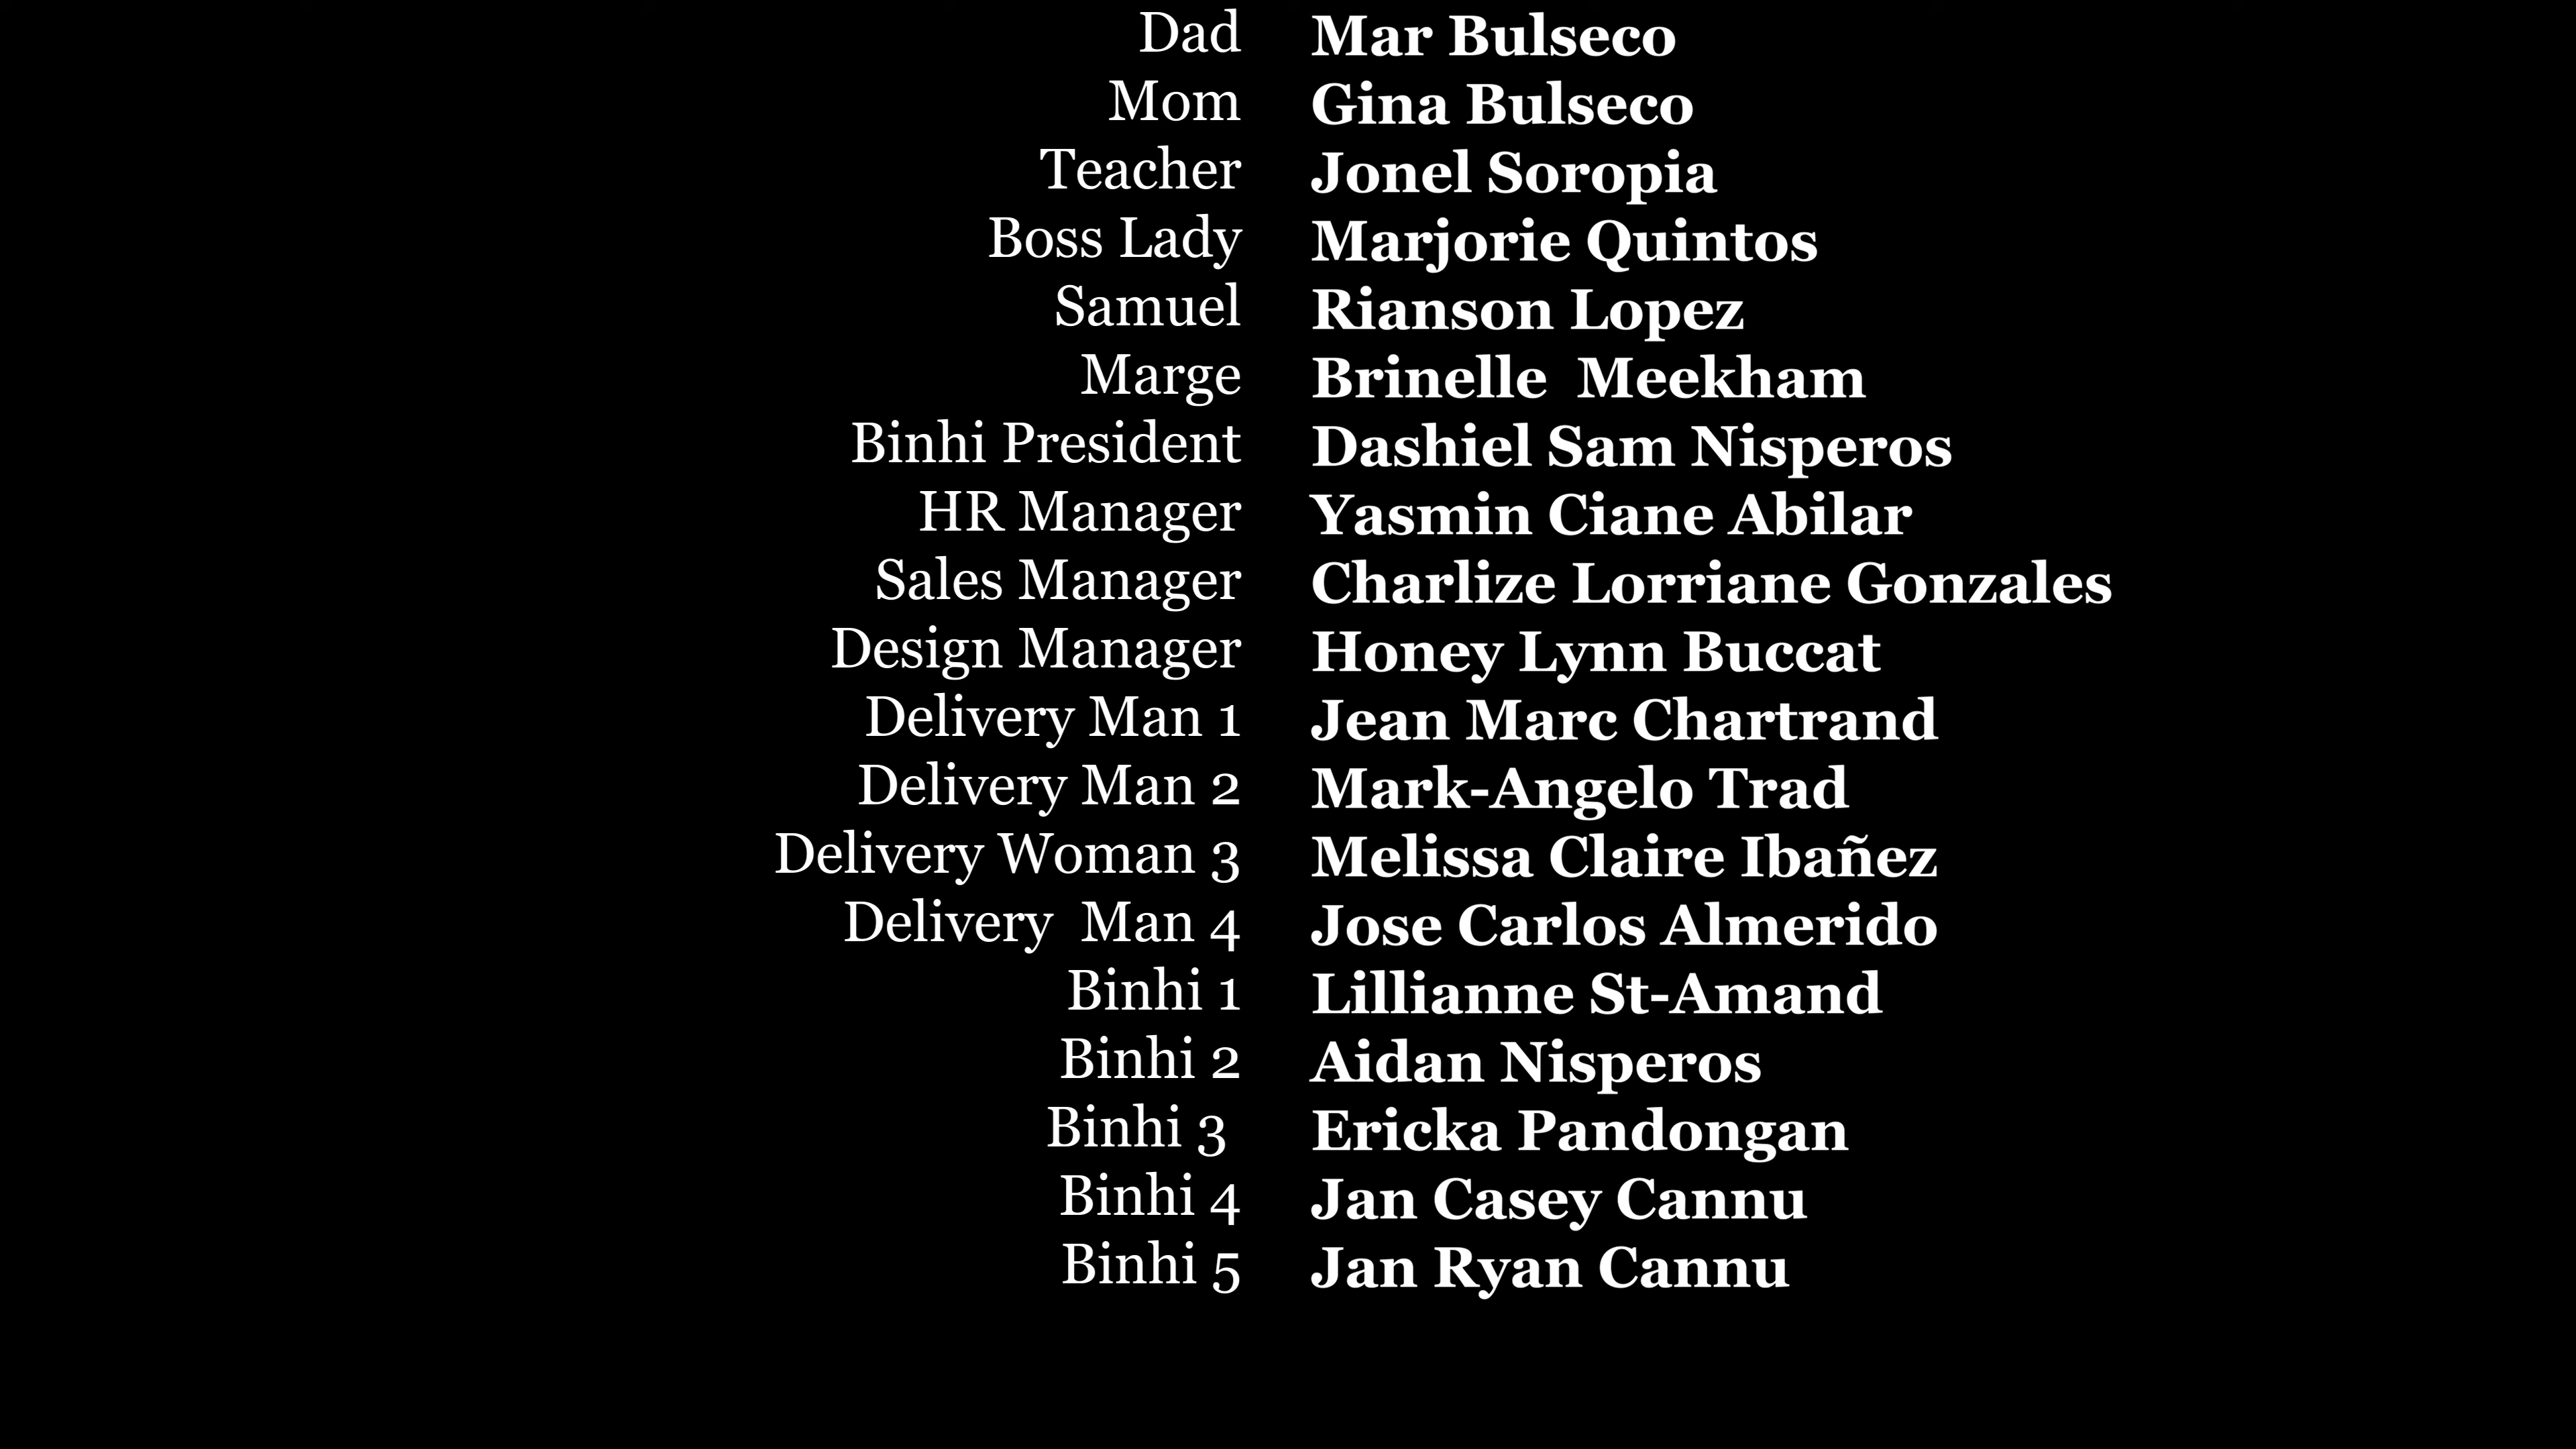 Dad Mar Bulseco
Mom Gina Bulseco
Teacher Jonel Soropia
Boss Lady Marjorie Quintos
Samuel Rianson Lopez
Marge Brinelle  Meekham
Binhi President Dashiel Sam Nisperos
HR Manager Yasmin Ciane Abilar
Sales Manager Charlize Lorriane Gonzales
Design Manager Honey Lynn Buccat
Delivery Man 1 Jean Marc Chartrand
Delivery Man 2 Mark-Angelo Trad
Delivery Woman 3 Melissa Claire Ibañez
Delivery  Man 4 Jose Carlos Almerido
Binhi 1 Lillianne St-Amand
Binhi 2 Aidan Nisperos
Binhi 3 Ericka Pandongan
Binhi 4 Jan Casey Cannu
Binhi 5 Jan Ryan Cannu